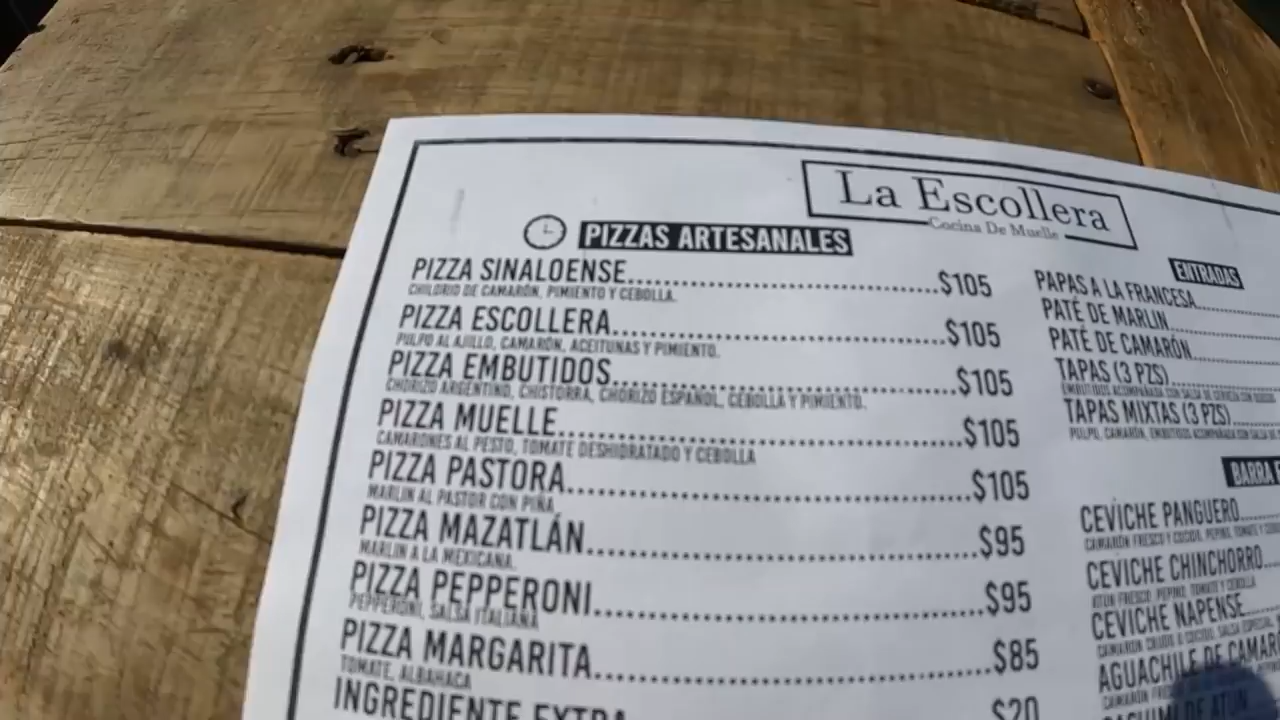 La Escollera
Cocina De Muelle
PIZZAS ARTESANALES
PIZZA SINALOENSE $105
CHILORIO DE CAMARÓN, PIMIENTO Y CEBOLLA.
PIZZA ESCOLLERA $105
PULPO AL AJILLO, CAMARÓN, ACEITUNAS Y PIMIENTO.
PIZZA EMBUTIDOS $105
CHORIZO ARGENTINO, CHISTORRA, CHORIZO ESPAÑOL, CEBOLLA Y PIMIENTO.
PIZZA MUELLE $105
CAMARONES AL PESTO, TOMATE DESHIDRATADO Y CEBOLLA
PIZZA PASTORA $105
MARLIN AL PASTOR CON PIÑA
PIZZA MAZATLÁN $95
MARLIN A LA MEXICANA.
PIZZA PEPPERONI $95
PEPPERONI, SALSA ITALIANA
PIZZA MARGARITA $85
TOMATE, ALBAHACA
INGREDIENTE EXTRA $20
ENTRADAS
PAPAS A LA FRANCESA
PATÉ DE MARLIN
PATÉ DE CAMARÓN
TAPAS (3 PZS)
EMBUTIDOS ACOMPAÑADA CON SALSA DE CERVEZA CON
TAPAS MIXTAS (3 PZS)
PULPO, CAMARÓN, EMBUTIDOS ACOMPAÑADA CON SALSA DE
BARRA
CEVICHE PANGUERO
CAMARÓN FRESCO Y COCIDO, PEPINO, TOMATE Y
CEVICHE CHINCHORRO
ATÚN FRESCO, PEPINO, TOMATE Y CEBOLLA
CEVICHE NAPENSE
CAMARÓN CRUDO O COCIDO, SALSA ESPECIAL
AGUACHILE DE
CAMARÓN
DE ATÚN